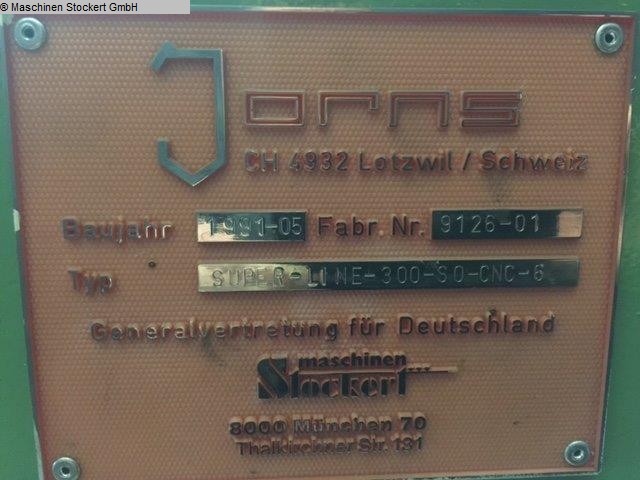 © Maschinen Stockert GmbH
Jorns
CH 4932 Lotzwil / Schweiz
Baujahr 1991-05 Fabr. Nr. 9126-01
Typ SUPER-LINE-300-SO-CNC-6
Generalvertretung für Deutschland
maschinen
Stockert
8000 München 70
Thalkirchner Str. 191